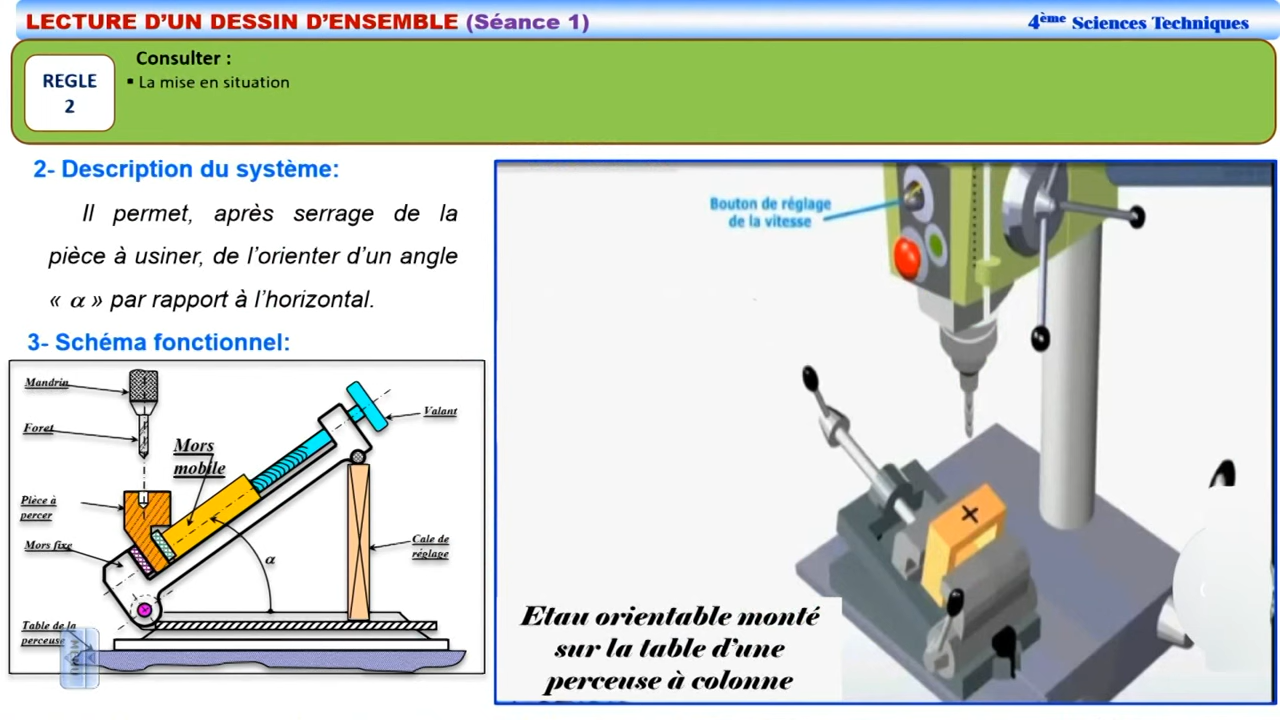 LECTURE D'UN DESSIN D'ENSEMBLE (Séance 1)
4ème Sciences Techniques
REGLE
2
Consulter :
▪ La mise en situation
2- Description du système:
Il permet, après serrage de la
pièce à usiner, de l'orienter d'un angle
« α » par rapport à l'horizontal.
3- Schéma fonctionnel:
Mandrin
Foret
Mors
mobile
Valant
Pièce à
percer
Mors fixe
α
Cale de
réglage
Table de la
perceuse
MENU
Bouton de réglage
de la vitesse
+
Etau orientable monté
sur la table d'une
perceuse à colonne